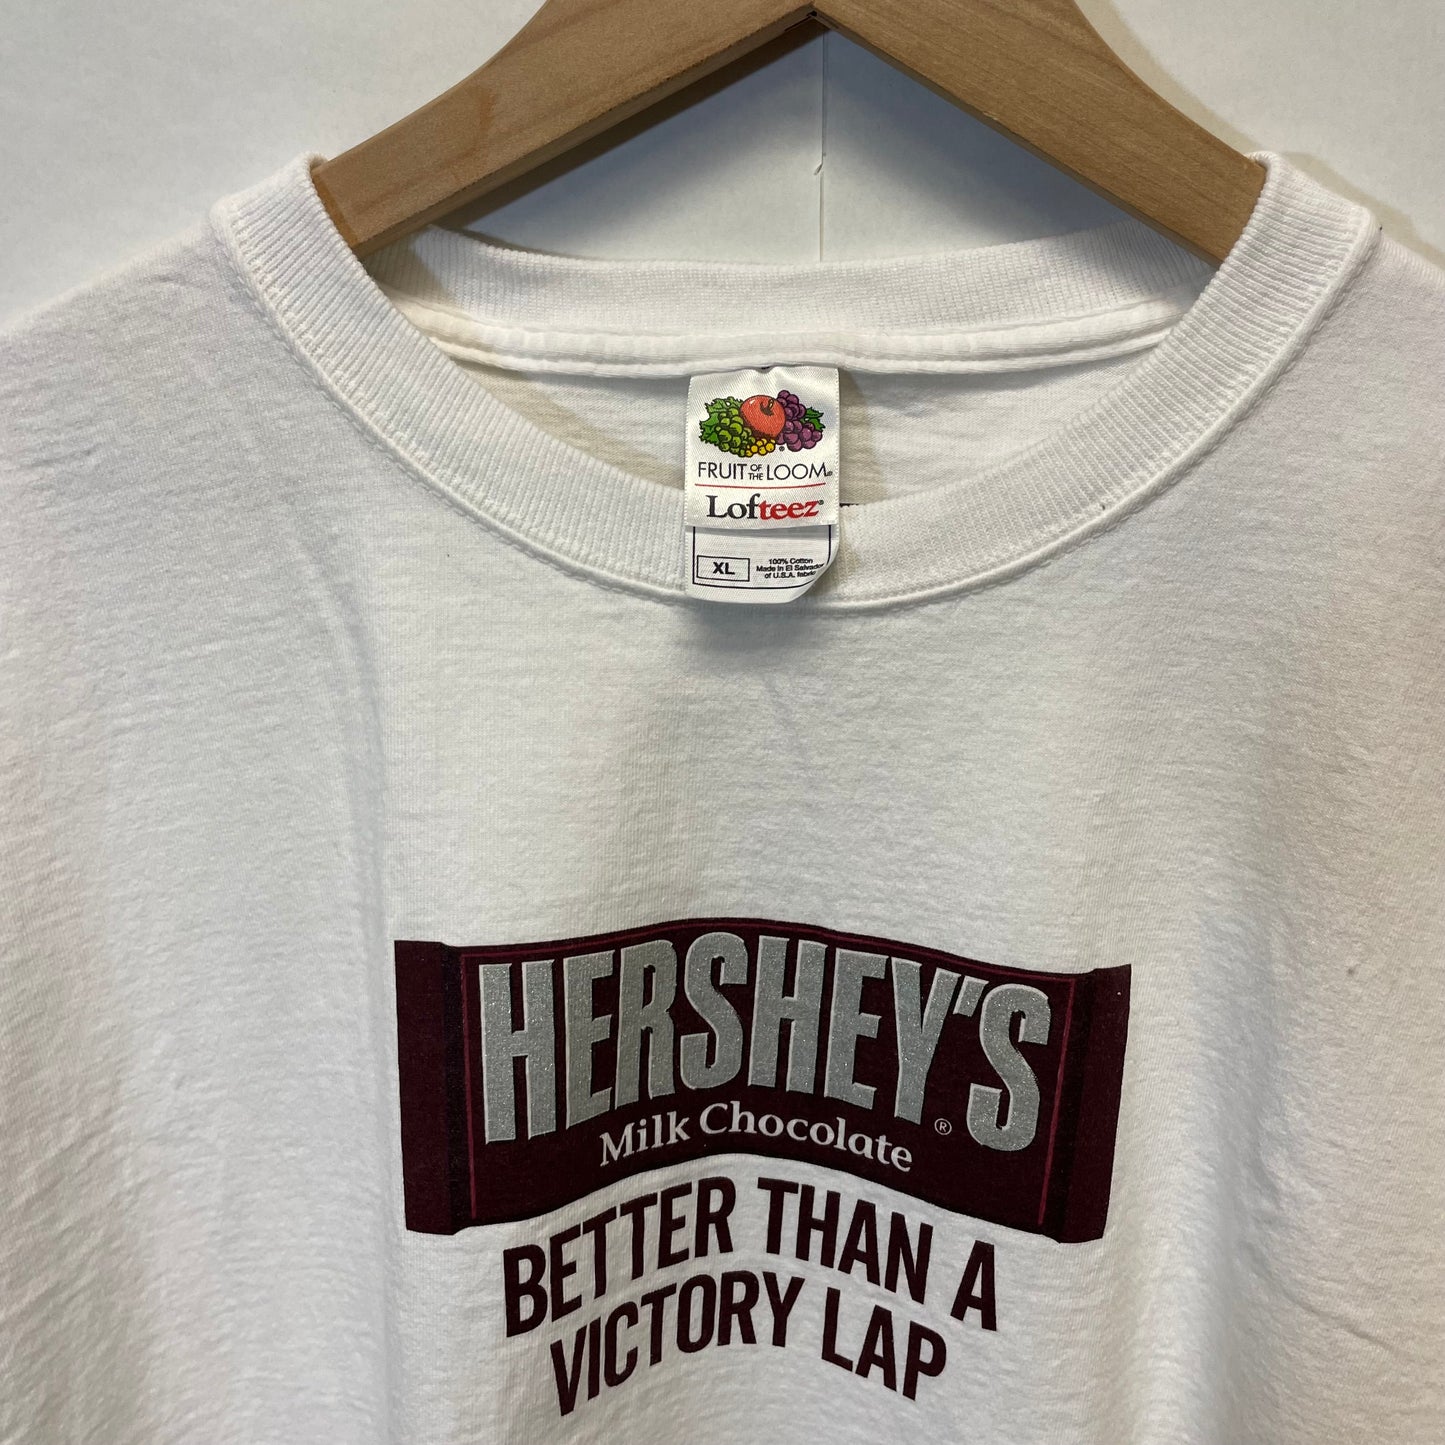 FRUIT OF THE LOOM®
Lofteez®
XL
100% Cotton
Made in El Salvador
of U.S.A. fabric
HERSHEY'S®
Milk Chocolate
BETTER THAN A
VICTORY LAP